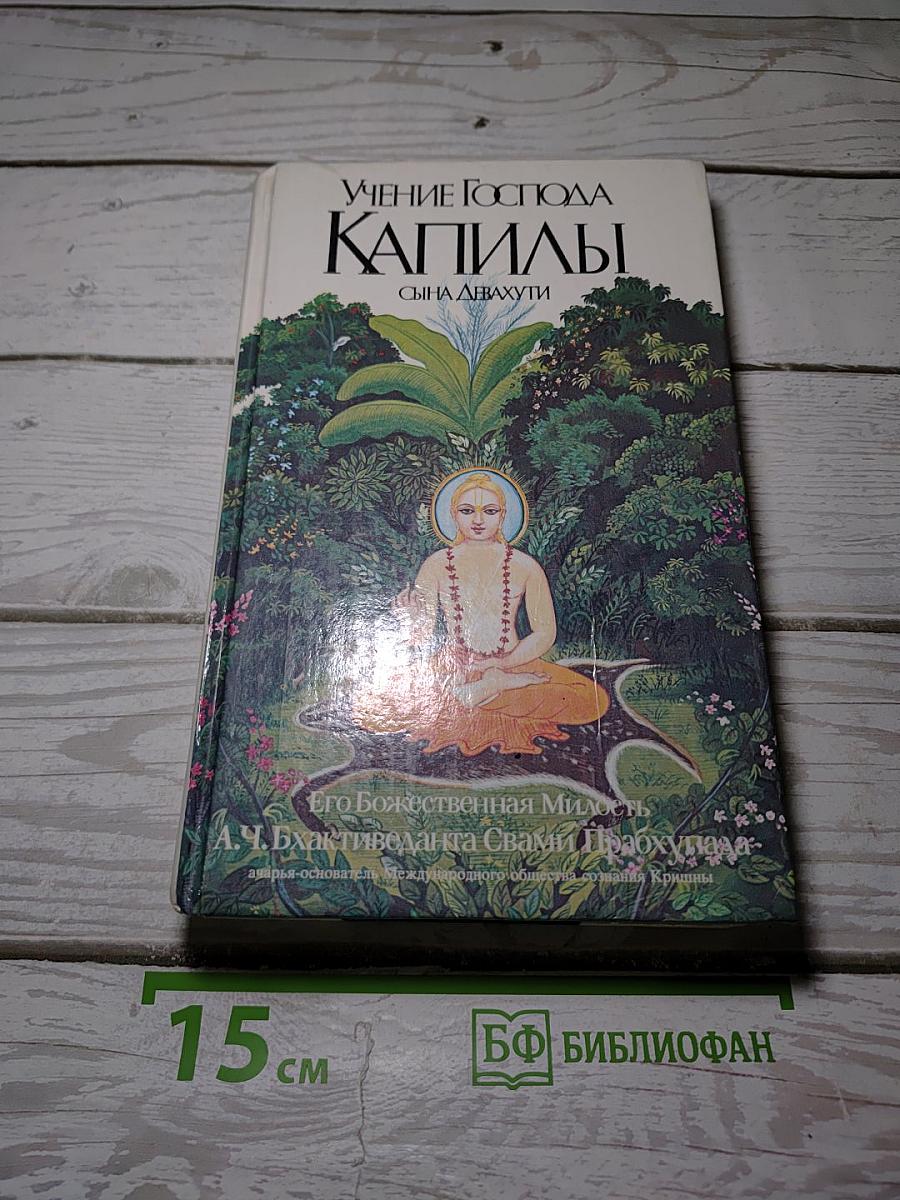 Учение Господа
Капилы
сына Девахути
Его Божественная Милость
А. Ч. Бхактиведанта Свами Прабхупада
ачарья-основатель Международного общества сознания Кришны
15 см
БФ БИБЛИОФАН